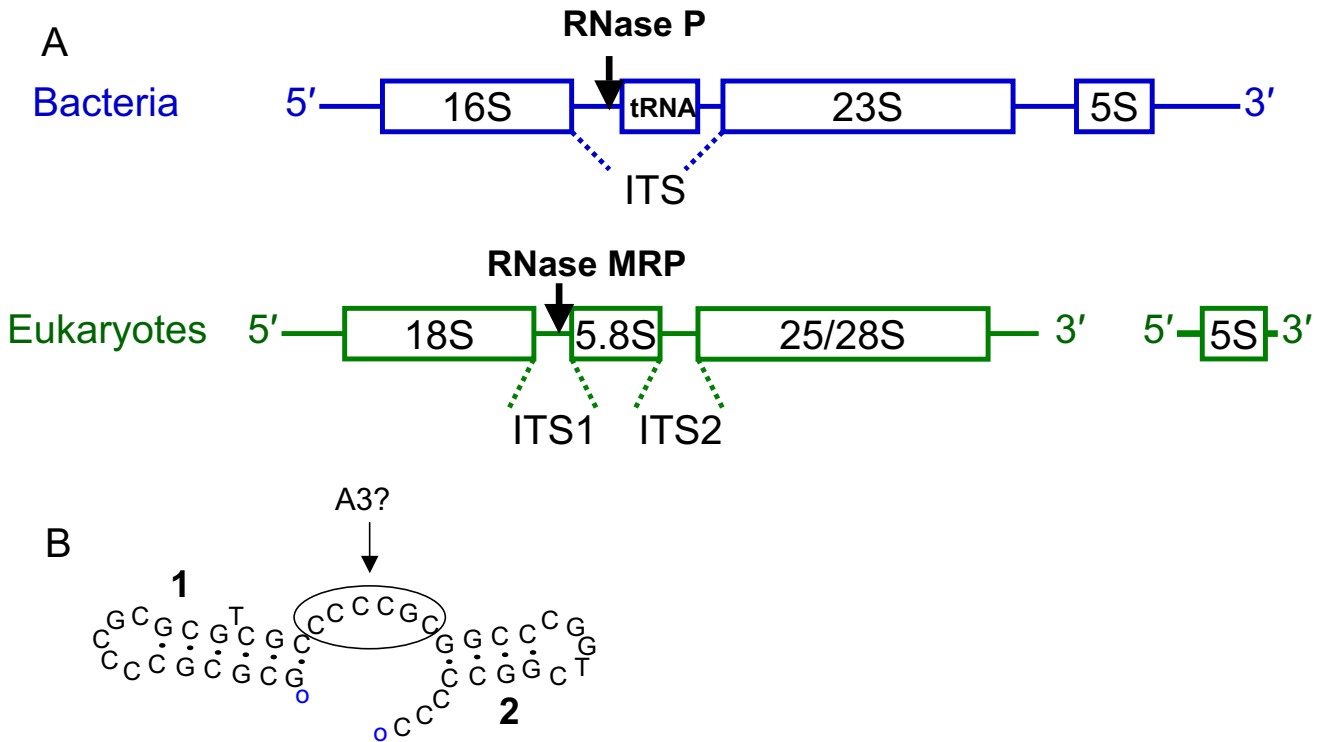 A
RNase P
Bacteria 5′ 16S tRNA 23S 5S 3′
ITS
RNase MRP
Eukaryotes 5′ 18S 5.8S 25/28S 3′ 5′ 5S 3′
ITS1 ITS2
A3?
B
1
C G C G C G T C G C C C C C G C G G C C C G G T
C C C G C G C G C C G G C
o C C C
o 2